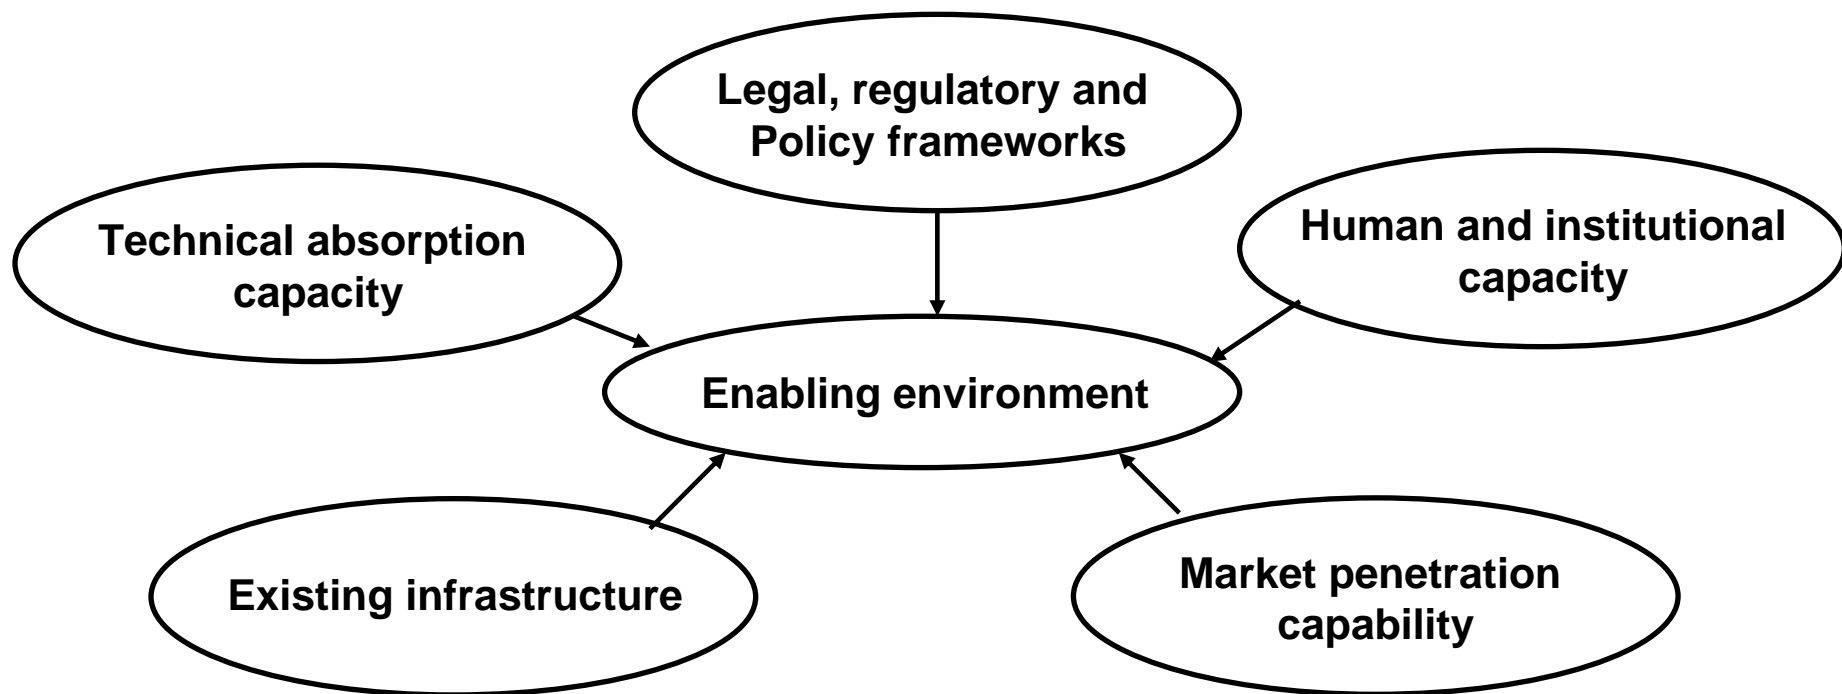 Legal, regulatory and
Policy frameworks
Technical absorption
capacity
Human and institutional
capacity
Enabling environment
Existing infrastructure
Market penetration
capability